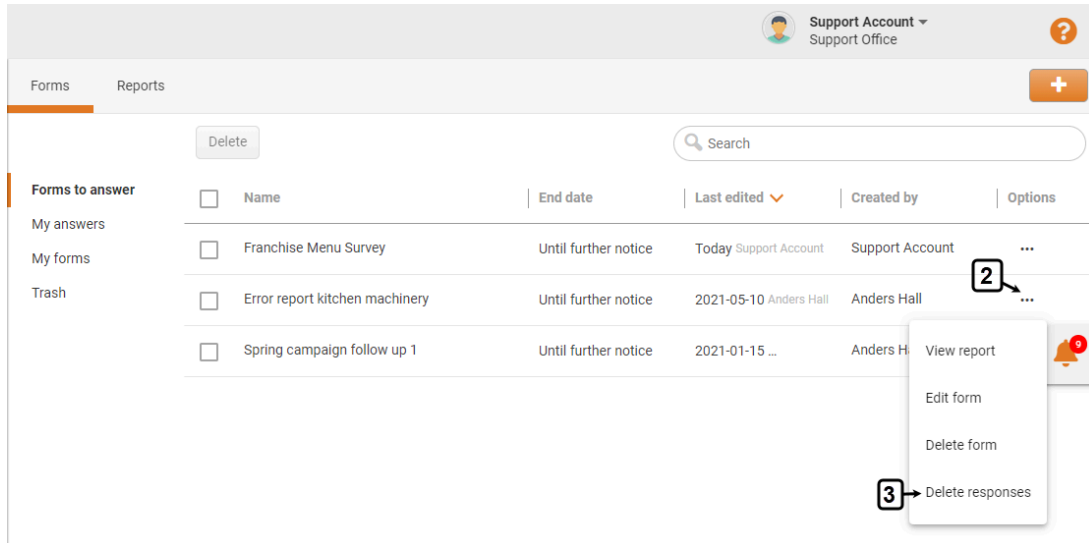 Support Account
Support Office
?
Forms Reports
+
Delete
Search
Forms to answer
My answers
My forms
Trash
Name End date Last edited Created by Options
Franchise Menu Survey Until further notice Today Support Account Support Account ...
2
Error report kitchen machinery Until further notice 2021-05-10 Anders Hall Anders Hall ...
Spring campaign follow up 1 Until further notice 2021-01-15 ... Anders
9
View report
Edit form
Delete form
3 Delete responses